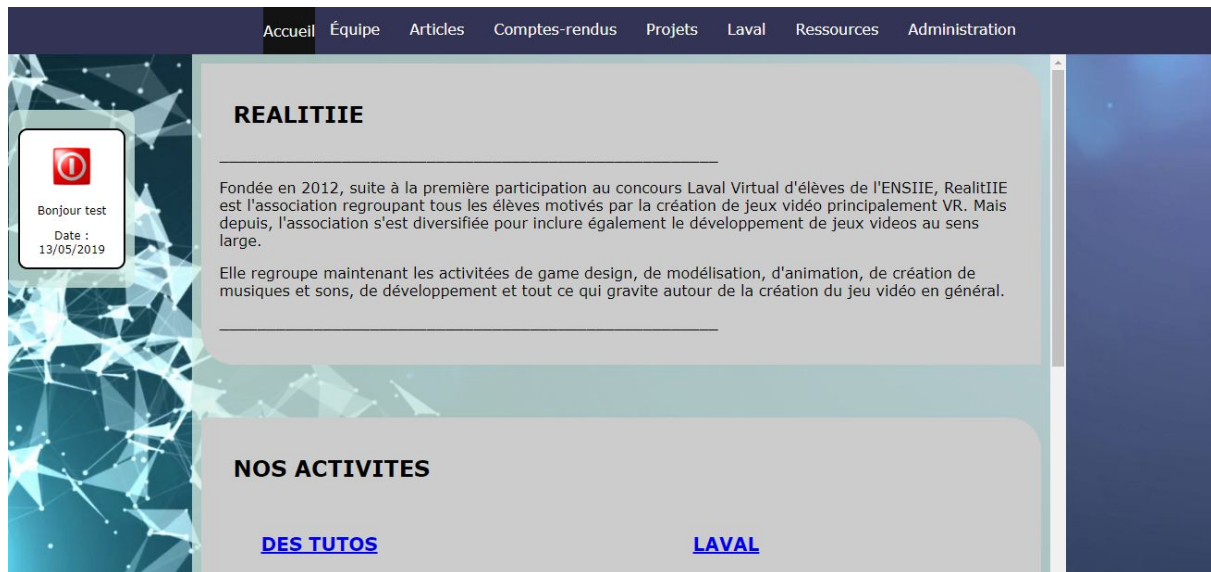 Accueil Équipe Articles Comptes-rendus Projets Laval Ressources Administration
Bonjour test
Date :
13/05/2019
REALITIIE
Fondée en 2012, suite à la première participation au concours Laval Virtual d'élèves de l'ENSIIE, RealitIIE
est l'association regroupant tous les élèves motivés par la création de jeux vidéo principalement VR. Mais
depuis, l'association s'est diversifiée pour inclure également le développement de jeux videos au sens
large.
Elle regroupe maintenant les activitées de game design, de modélisation, d'animation, de création de
musiques et sons, de développement et tout ce qui gravite autour de la création du jeu vidéo en général.
NOS ACTIVITES
DES TUTOS
LAVAL